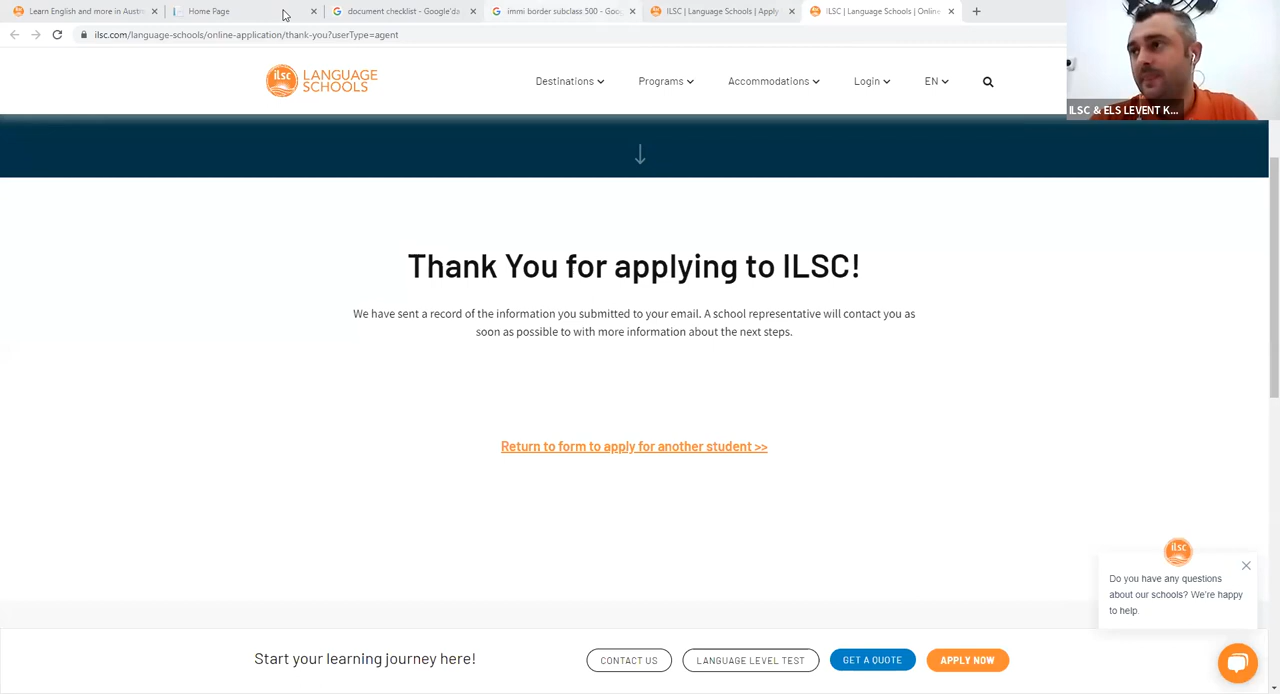 Learn English and more in Austra
Home Page
document checklist - Google'da
immi border subclass 500 - Goo
ILSC | Language Schools | Apply
ILSC | Language Schools | Online
ilsc.com/language-schools/online-application/thank-you?userType=agent
ilsc LANGUAGE SCHOOLS
Destinations
Programs
Accommodations
Login
EN
ILSC & ELS LEVENT K...
Thank You for applying to ILSC!
We have sent a record of the information you submitted to your email. A school representative will contact you as
soon as possible to with more information about the next steps.
Return to form to apply for another student >>
ilsc
Do you have any questions
about our schools? We're happy
to help.
Start your learning journey here!
CONTACT US
LANGUAGE LEVEL TEST
GET A QUOTE
APPLY NOW